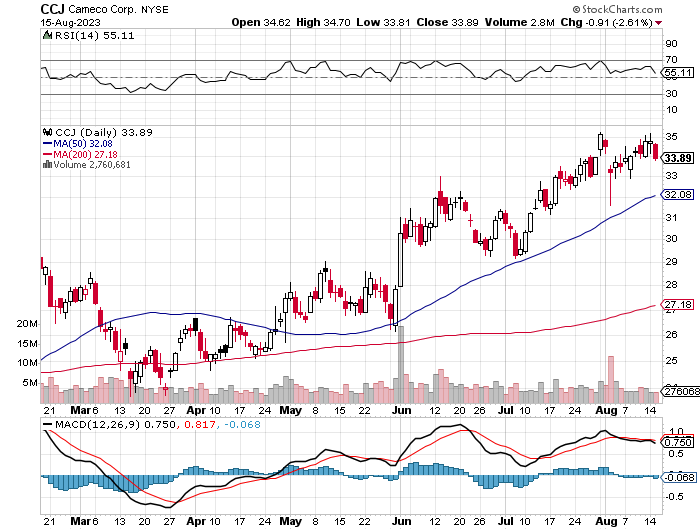 CCJ Cameco Corp. NYSE © StockCharts.com
15-Aug-2023 Open 34.62 High 34.70 Low 33.81 Close 33.89 Volume 2.8M Chg -0.91 (-2.61%)
RSI(14) 55.11
90
70
55.11
50
30
10
CCJ (Daily) 33.89
MA(50) 32.08
MA(200) 27.18
Volume 2,760,681
35
34
33.89
33
32.08
31
30
29
28
27.18
26
25
24
2760681
20M
15M
10M
5M
21 Mar 6 13 20 27 Apr 10 17 24 May 8 15 22 Jun 12 20 26 Jul 10 17 24 Aug 7 14
MACD(12,26,9) 0.750, 0.817, -0.068
1.0
0.750
0.5
-0.068
-0.5
21 Mar 6 13 20 27 Apr 10 17 24 May 8 15 22 Jun 12 20 26 Jul 10 17 24 Aug 7 14